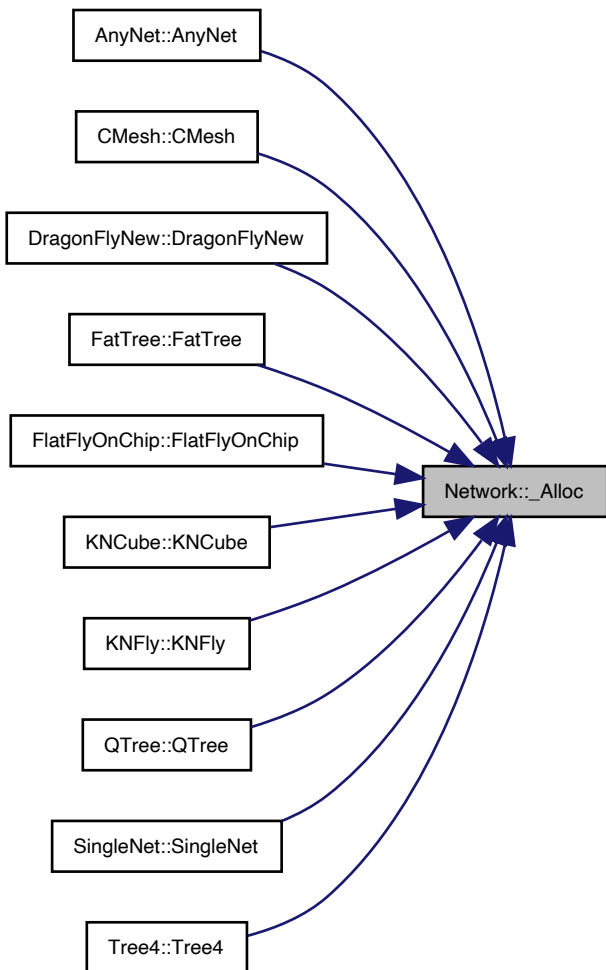 AnyNet::AnyNet
CMesh::CMesh
DragonFlyNew::DragonFlyNew
FatTree::FatTree
FlatFlyOnChip::FlatFlyOnChip
Network::_Alloc
KNCube::KNCube
KNFly::KNFly
QTree::QTree
SingleNet::SingleNet
Tree4::Tree4